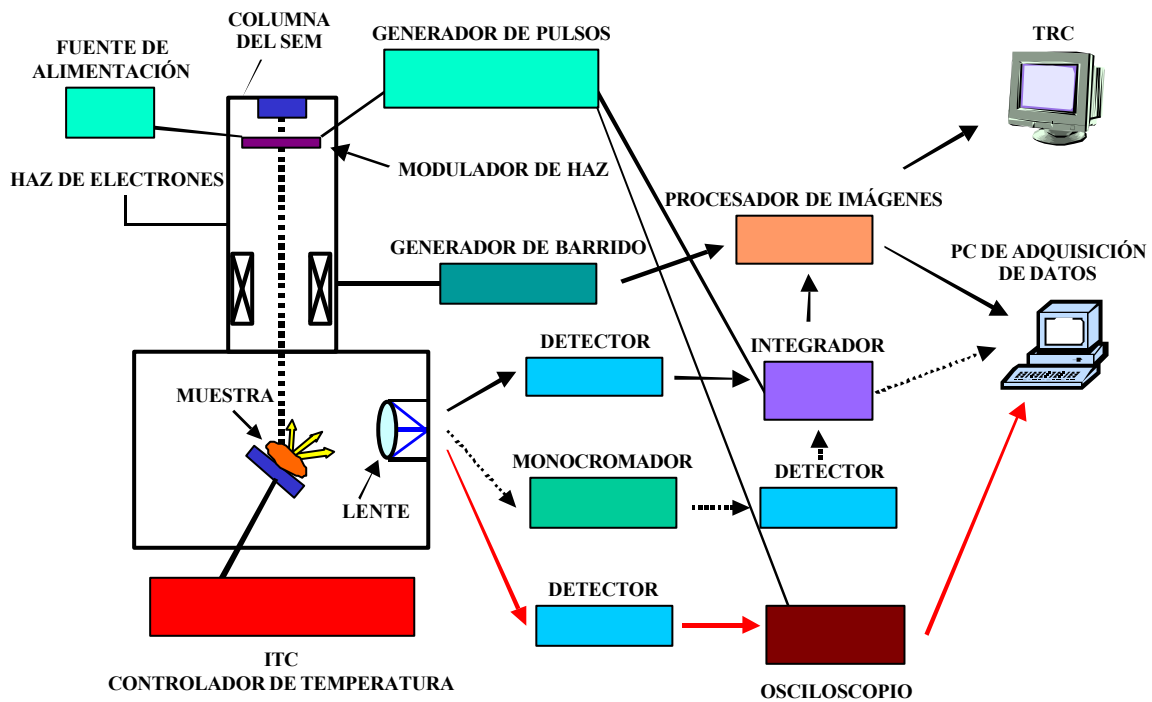 COLUMNA
DEL SEM
GENERADOR DE PULSOS
TRC
FUENTE DE
ALIMENTACIÓN
MODULADOR DE HAZ
HAZ DE ELECTRONES
PROCESADOR DE IMÁGENES
GENERADOR DE BARRIDO
PC DE ADQUISICIÓN
DE DATOS
DETECTOR
INTEGRADOR
MUESTRA
MONOCROMADOR
DETECTOR
LENTE
DETECTOR
ITC
CONTROLADOR DE TEMPERATURA
OSCILOSCOPIO